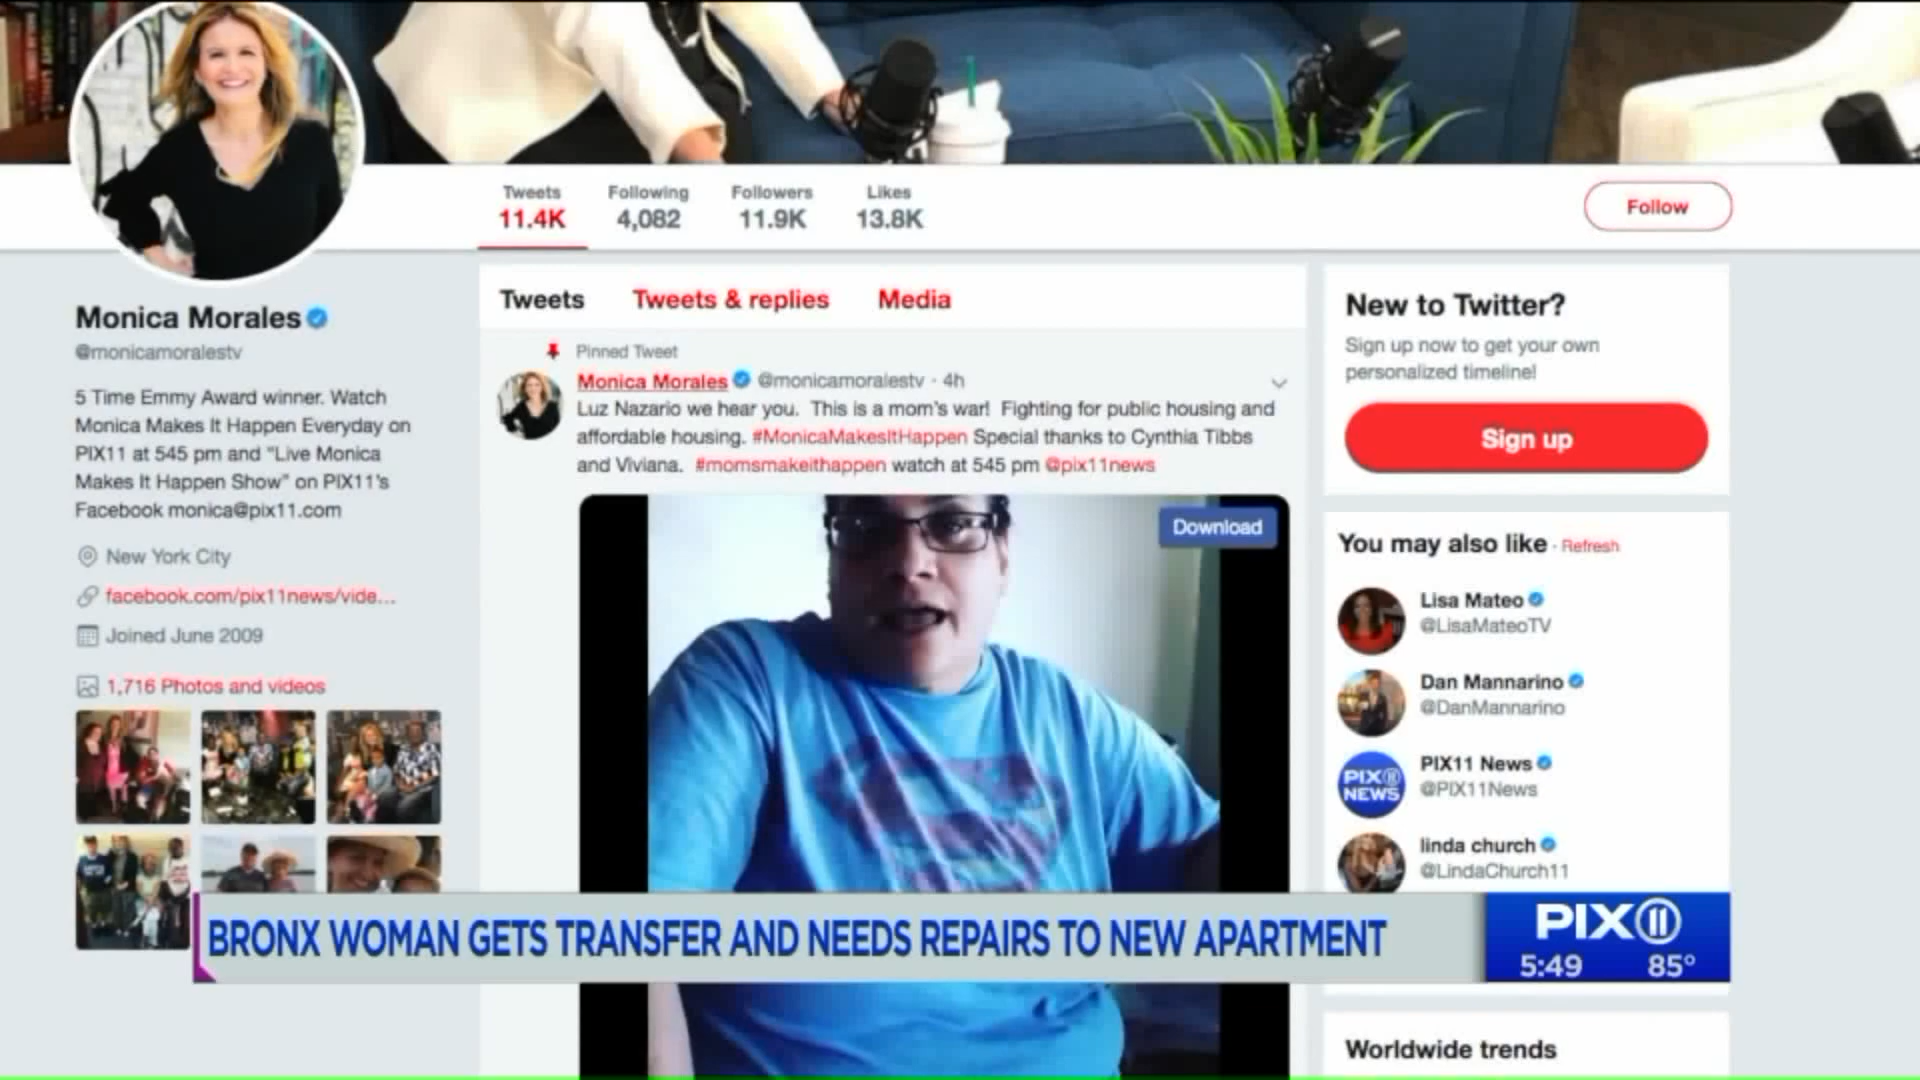 Tweets
11.4K
Following
4,082
Followers
11.9K
Likes
13.8K
Follow
Monica Morales
@monicamoralestv
5 Time Emmy Award winner. Watch
Monica Makes It Happen Everyday on
PIX11 at 545 pm and "Live Monica
Makes It Happen Show" on PIX11's
Facebook monica@pix11.com
New York City
facebook.com/pix11news/vide...
Joined June 2009
1,716 Photos and videos
Tweets Tweets & replies Media
Pinned Tweet
Monica Morales @monicamoralestv · 4h
Luz Nazario we hear you. This is a mom's war! Fighting for public housing and
affordable housing. #MonicaMakesItHappen Special thanks to Cynthia Tibbs
and Viviana. #momsmakeithappen watch at 545 pm @pix11news
Download
New to Twitter?
Sign up now to get your own
personalized timeline!
Sign up
You may also like · Refresh
Lisa Mateo
@LisaMateoTV
Dan Mannarino
@DanMannarino
PIX11 NEWS
PIX11 News
@PIX11News
linda church
@LindaChurch11
BRONX WOMAN GETS TRANSFER AND NEEDS REPAIRS TO NEW APARTMENT
PIX11
5:49 85°
Worldwide trends